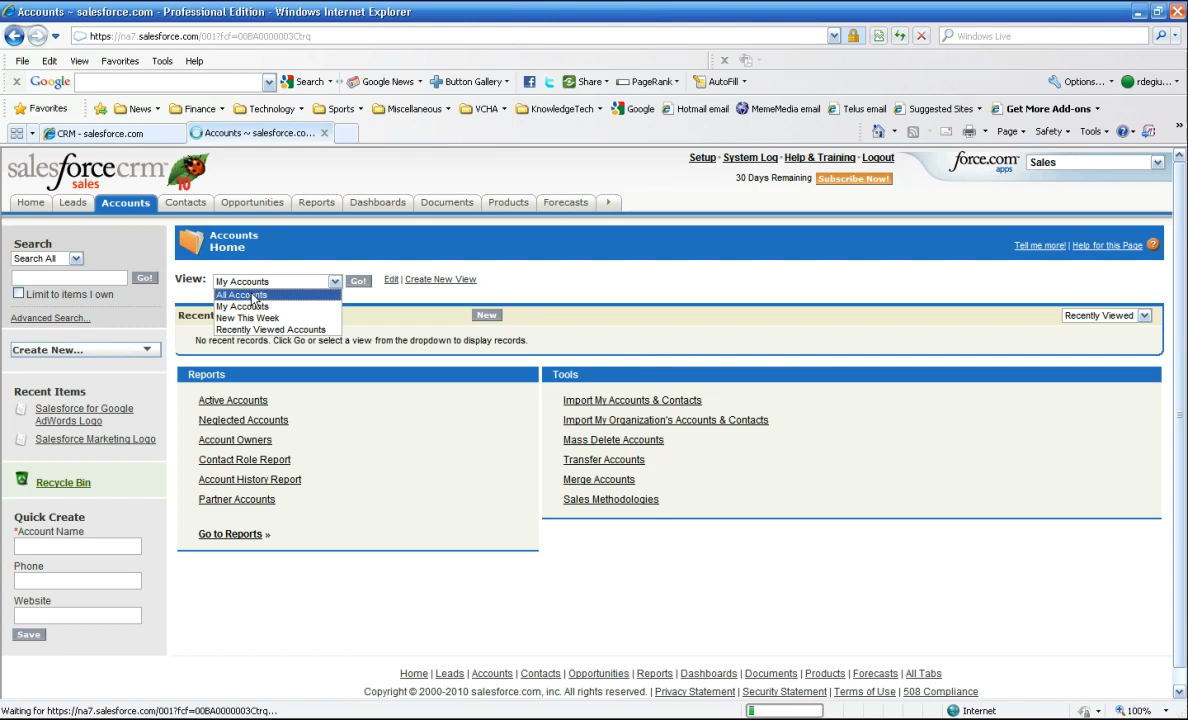 Accounts ~ salesforce.com - Professional Edition - Windows Internet Explorer
https://na7.salesforce.com/001?fcf=00BA0000003Ctrq
Windows Live
File Edit View Favorites Tools Help
Google Search Google News Button Gallery Share PageRank AutoFill Options... rdegiu...
Favorites News Finance Technology Sports Miscellaneous VCHA KnowledgeTech Google Hotmail email MemeMedia email Telus email Suggested Sites Get More Add-ons
CRM - salesforce.com Accounts ~ salesforce.co... Page Safety Tools
salesforcecrm
sales
10
Setup · System Log · Help & Training · Logout
30 Days Remaining Subscribe Now!
force.com
apps
Sales
Home Leads Accounts Contacts Opportunities Reports Dashboards Documents Products Forecasts
Search
Search All
Go!
Limit to items I own
Advanced Search...
Create New...
Recent Items
Salesforce for Google
AdWords Logo
Salesforce Marketing Logo
Recycle Bin
Quick Create
*Account Name
Phone
Website
Save
Accounts
Home
Tell me more! | Help for this Page
View: My Accounts Go! Edit | Create New View
All Accounts
My Accounts
New This Week
Recently Viewed Accounts
Recent
New
Recently Viewed
No recent records. Click Go or select a view from the dropdown to display records.
Reports
Active Accounts
Neglected Accounts
Account Owners
Contact Role Report
Account History Report
Partner Accounts
Go to Reports »
Tools
Import My Accounts & Contacts
Import My Organization's Accounts & Contacts
Mass Delete Accounts
Transfer Accounts
Merge Accounts
Sales Methodologies
Home | Leads | Accounts | Contacts | Opportunities | Reports | Dashboards | Documents | Products | Forecasts | All Tabs
Copyright © 2000-2010 salesforce.com, inc. All rights reserved. | Privacy Statement | Security Statement | Terms of Use | 508 Compliance
Waiting for https://na7.salesforce.com/001?fcf=00BA0000003Ctrq...
Internet
100%